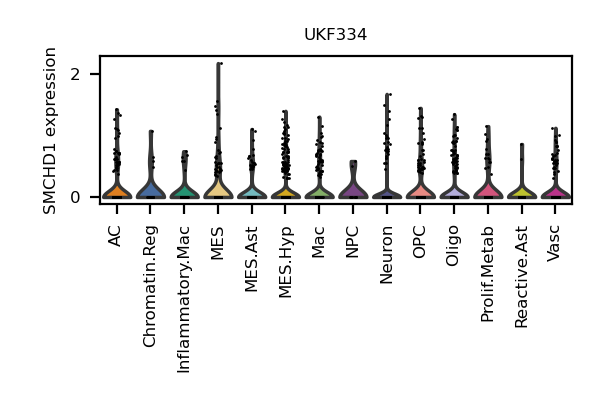 UKF334
SMCHD1 expression
2
0
AC
Chromatin.Reg
Inflammatory.Mac
MES
MES.Ast
MES.Hyp
Mac
NPC
Neuron
OPC
Oligo
Prolif.Metab
Reactive.Ast
Vasc